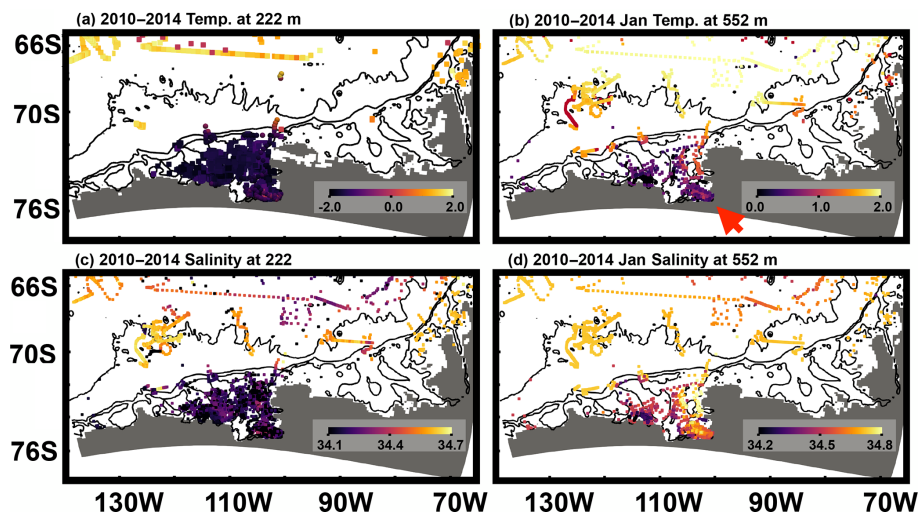 (a) 2010–2014 Temp. at 222 m
(b) 2010–2014 Jan Temp. at 552 m
66S
70S
76S
-2.0 0.0 2.0
0.0 1.0 2.0
(c) 2010–2014 Salinity at 222
(d) 2010–2014 Jan Salinity at 552 m
66S
70S
76S
34.1 34.4 34.7
34.2 34.5 34.8
130W 110W 90W 70W
130W 110W 90W 70W